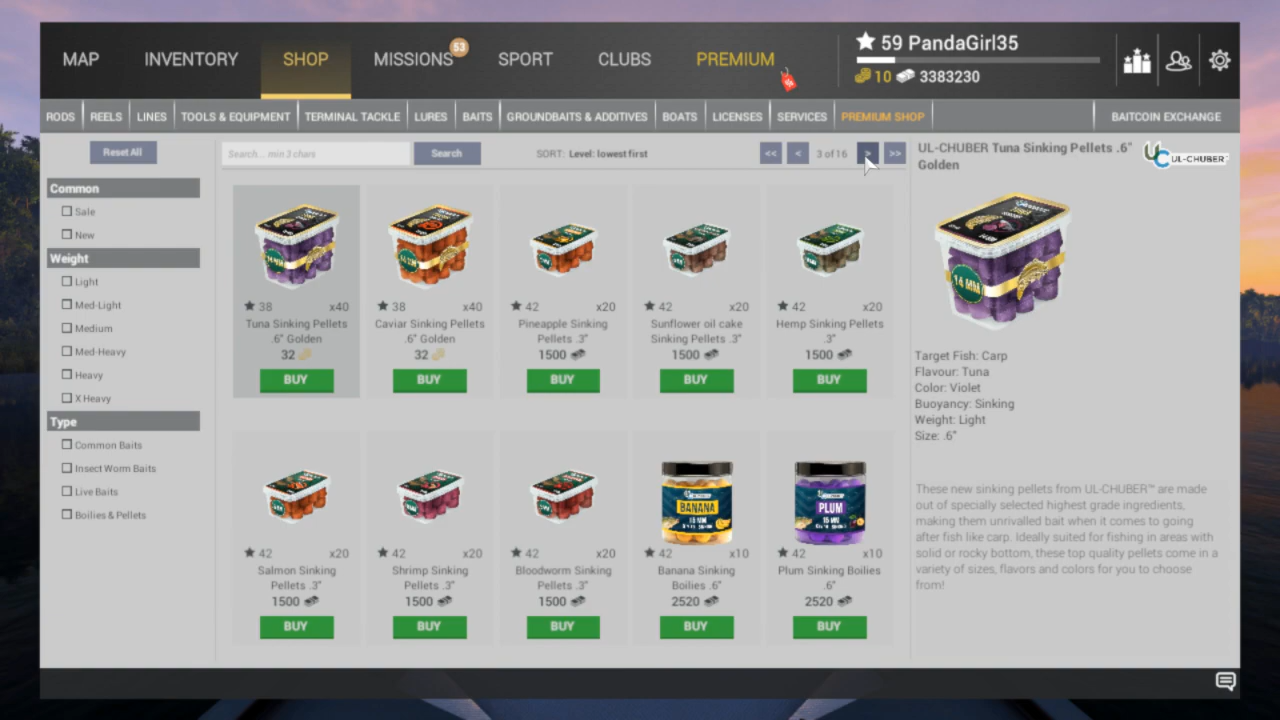 MAP INVENTORY SHOP MISSIONS 53 SPORT CLUBS PREMIUM
59 PandaGirl35
10 3383230
RODS REELS LINES TOOLS & EQUIPMENT TERMINAL TACKLE LURES BAITS GROUNDBAITS & ADDITIVES BOATS LICENSES SERVICES PREMIUM SHOP BAITCOIN EXCHANGE
Reset All
Search... min 3 chars Search SORT: Level: lowest first << < 3 of 16 > >>
Common
Sale
New
Weight
Light
Med-Light
Medium
Med-Heavy
Heavy
X Heavy
Type
Common Baits
Insect Worm Baits
Live Baits
Boilies & Pellets
14 MM
38 x40
Tuna Sinking Pellets
.6" Golden
32
BUY
38 x40
Caviar Sinking Pellets
.6" Golden
32
BUY
42 x20
Pineapple Sinking
Pellets .3"
1500
BUY
42 x20
Sunflower oil cake
Sinking Pellets .3"
1500
BUY
42 x20
Hemp Sinking Pellets
.3"
1500
BUY
42 x20
Salmon Sinking
Pellets .3"
1500
BUY
42 x20
Shrimp Sinking
Pellets .3"
1500
BUY
42 x20
Bloodworm Sinking
Pellets .3"
1500
BUY
BANANA
42 x10
Banana Sinking
Boilies .6"
2520
BUY
PLUM
42 x10
Plum Sinking Boilies
.6"
2520
BUY
UL-CHUBER Tuna Sinking Pellets .6"
Golden
UC UL-CHUBER
14 MM
Target Fish: Carp
Flavour: Tuna
Color: Violet
Buoyancy: Sinking
Weight: Light
Size: .6"
These new sinking pellets from UL-CHUBER™ are made
out of specially selected highest grade ingredients,
making them unrivalled bait when it comes to going
after fish like carp. Ideally suited for fishing in areas with
solid or rocky bottom, these top quality pellets come in a
variety of sizes, flavors and colors for you to choose
from!